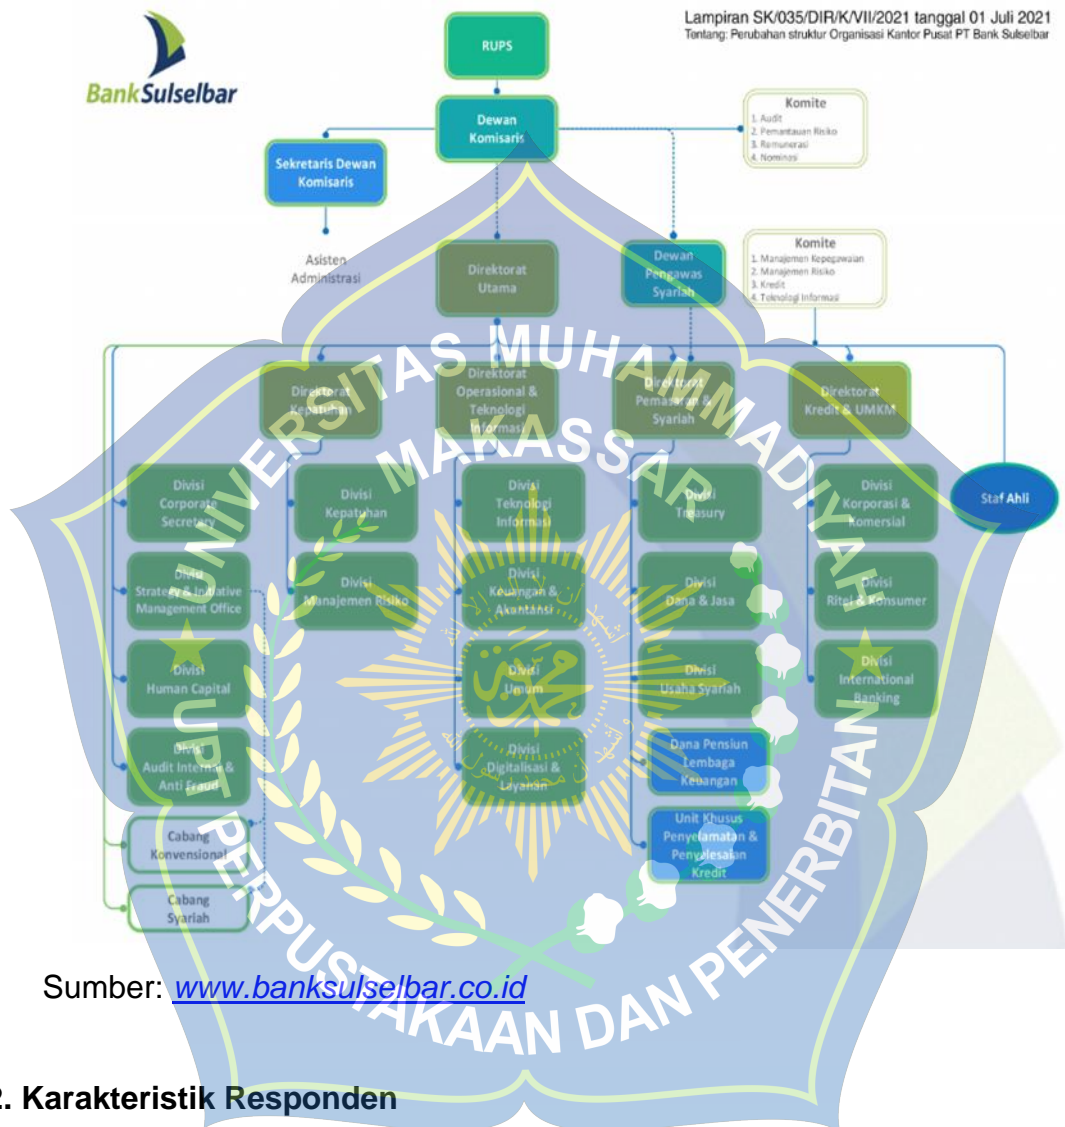 BankSulselbar
Lampiran SK/035/DIR/K/VII/2021 tanggal 01 Juli 2021
Tentang: Perubahan struktur Organisasi Kantor Pusat PT Bank Sulselbar
RUPS
Dewan
Komisaris
Komite
1. Audit
2. Pemantauan Risiko
3. Remunerasi
4. Nominasi
Sekretaris Dewan
Komisaris
Asisten
Administrasi
Direktorat
Utama
Dewan
Pengawas
Syariah
Komite
1. Manajemen Kepegawaian
2. Manajemen Risiko
3. Kredit
4. Teknologi Informasi
Direktorat
Kepatuhan
Direktorat
Operasional &
Teknologi
Informasi
Direktorat
Pemasaran &
Syariah
Direktorat
Kredit & UMKM
Staf Ahli
Divisi
Corporate
Secretary
Divisi
Kepatuhan
Divisi
Teknologi
Informasi
Divisi
Treasury
Divisi
Korporasi &
Komersial
Divisi
Strategy & Initiative
Management Office
Divisi
Manajemen Risiko
Divisi
Keuangan &
Akuntansi
Divisi
Dana & Jasa
Divisi
Ritel & Konsumer
Divisi
Human Capital
Divisi
Umum
Divisi
Usaha Syariah
Divisi
International
Banking
Divisi
Audit Internal &
Anti Fraud
Divisi
Digitalisasi &
Layanan
Dana Pensiun
Lembaga
Keuangan
Cabang
Konvensional
Unit Khusus
Penyelamatan &
Penyelesaian
Kredit
Cabang
Syariah
UNIVERSITAS MUHAMMADIYAH
MAKASSAR
UPT PERPUSTAKAAN DAN PENERBITAN
Sumber: www.banksulselbar.co.id
2. Karakteristik Responden